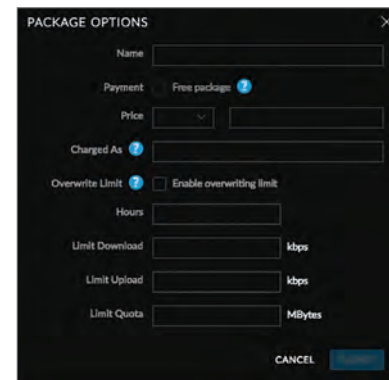 PACKAGE OPTIONS
Name
Payment Free package ?
Price
Charged As ?
Overwrite Limit ? Enable overwriting limit
Hours
Limit Download kbps
Limit Upload kbps
Limit Quota MBytes
CANCEL